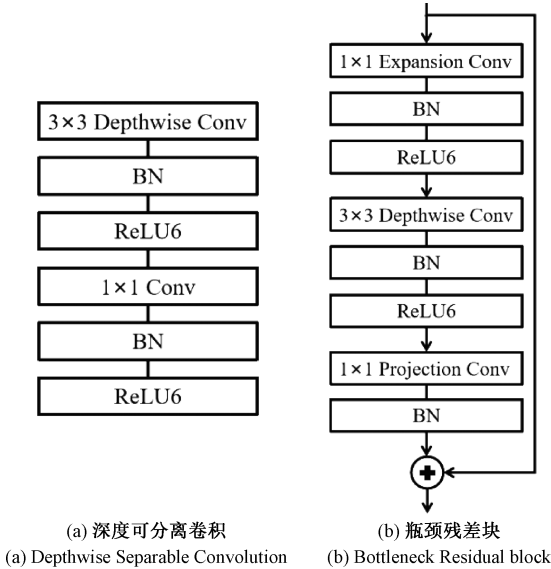 3×3 Depthwise Conv
BN
ReLU6
1×1 Conv
BN
ReLU6
(a) 深度可分离卷积
(a) Depthwise Separable Convolution
1×1 Expansion Conv
BN
ReLU6
3×3 Depthwise Conv
BN
ReLU6
1×1 Projection Conv
BN
(b) 瓶颈残差块
(b) Bottleneck Residual block